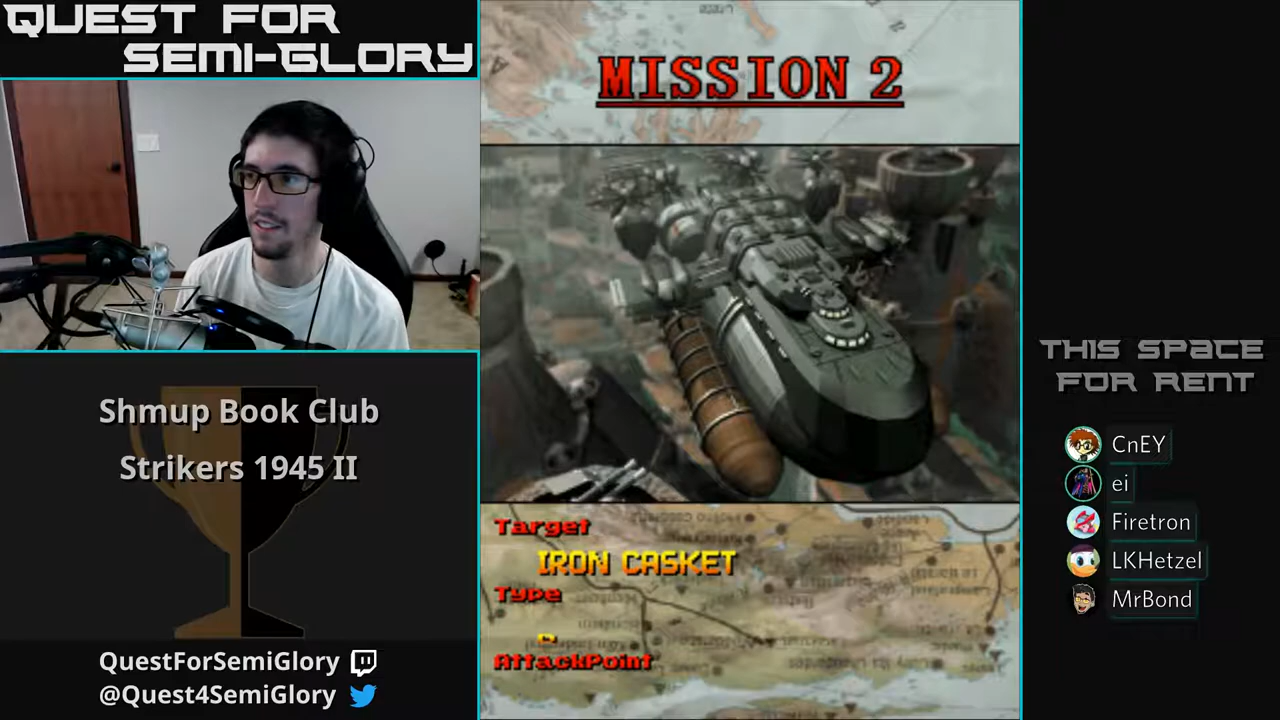 QUEST FOR
SEMI-GLORY
Shmup Book Club
Strikers 1945 II
QuestForSemiGlory
@Quest4SemiGlory
MISSION 2
Target
IRON CASKET
Type
AttackPoint
THIS SPACE
FOR RENT
CnEY
ei
Firetron
LKHetzel
MrBond